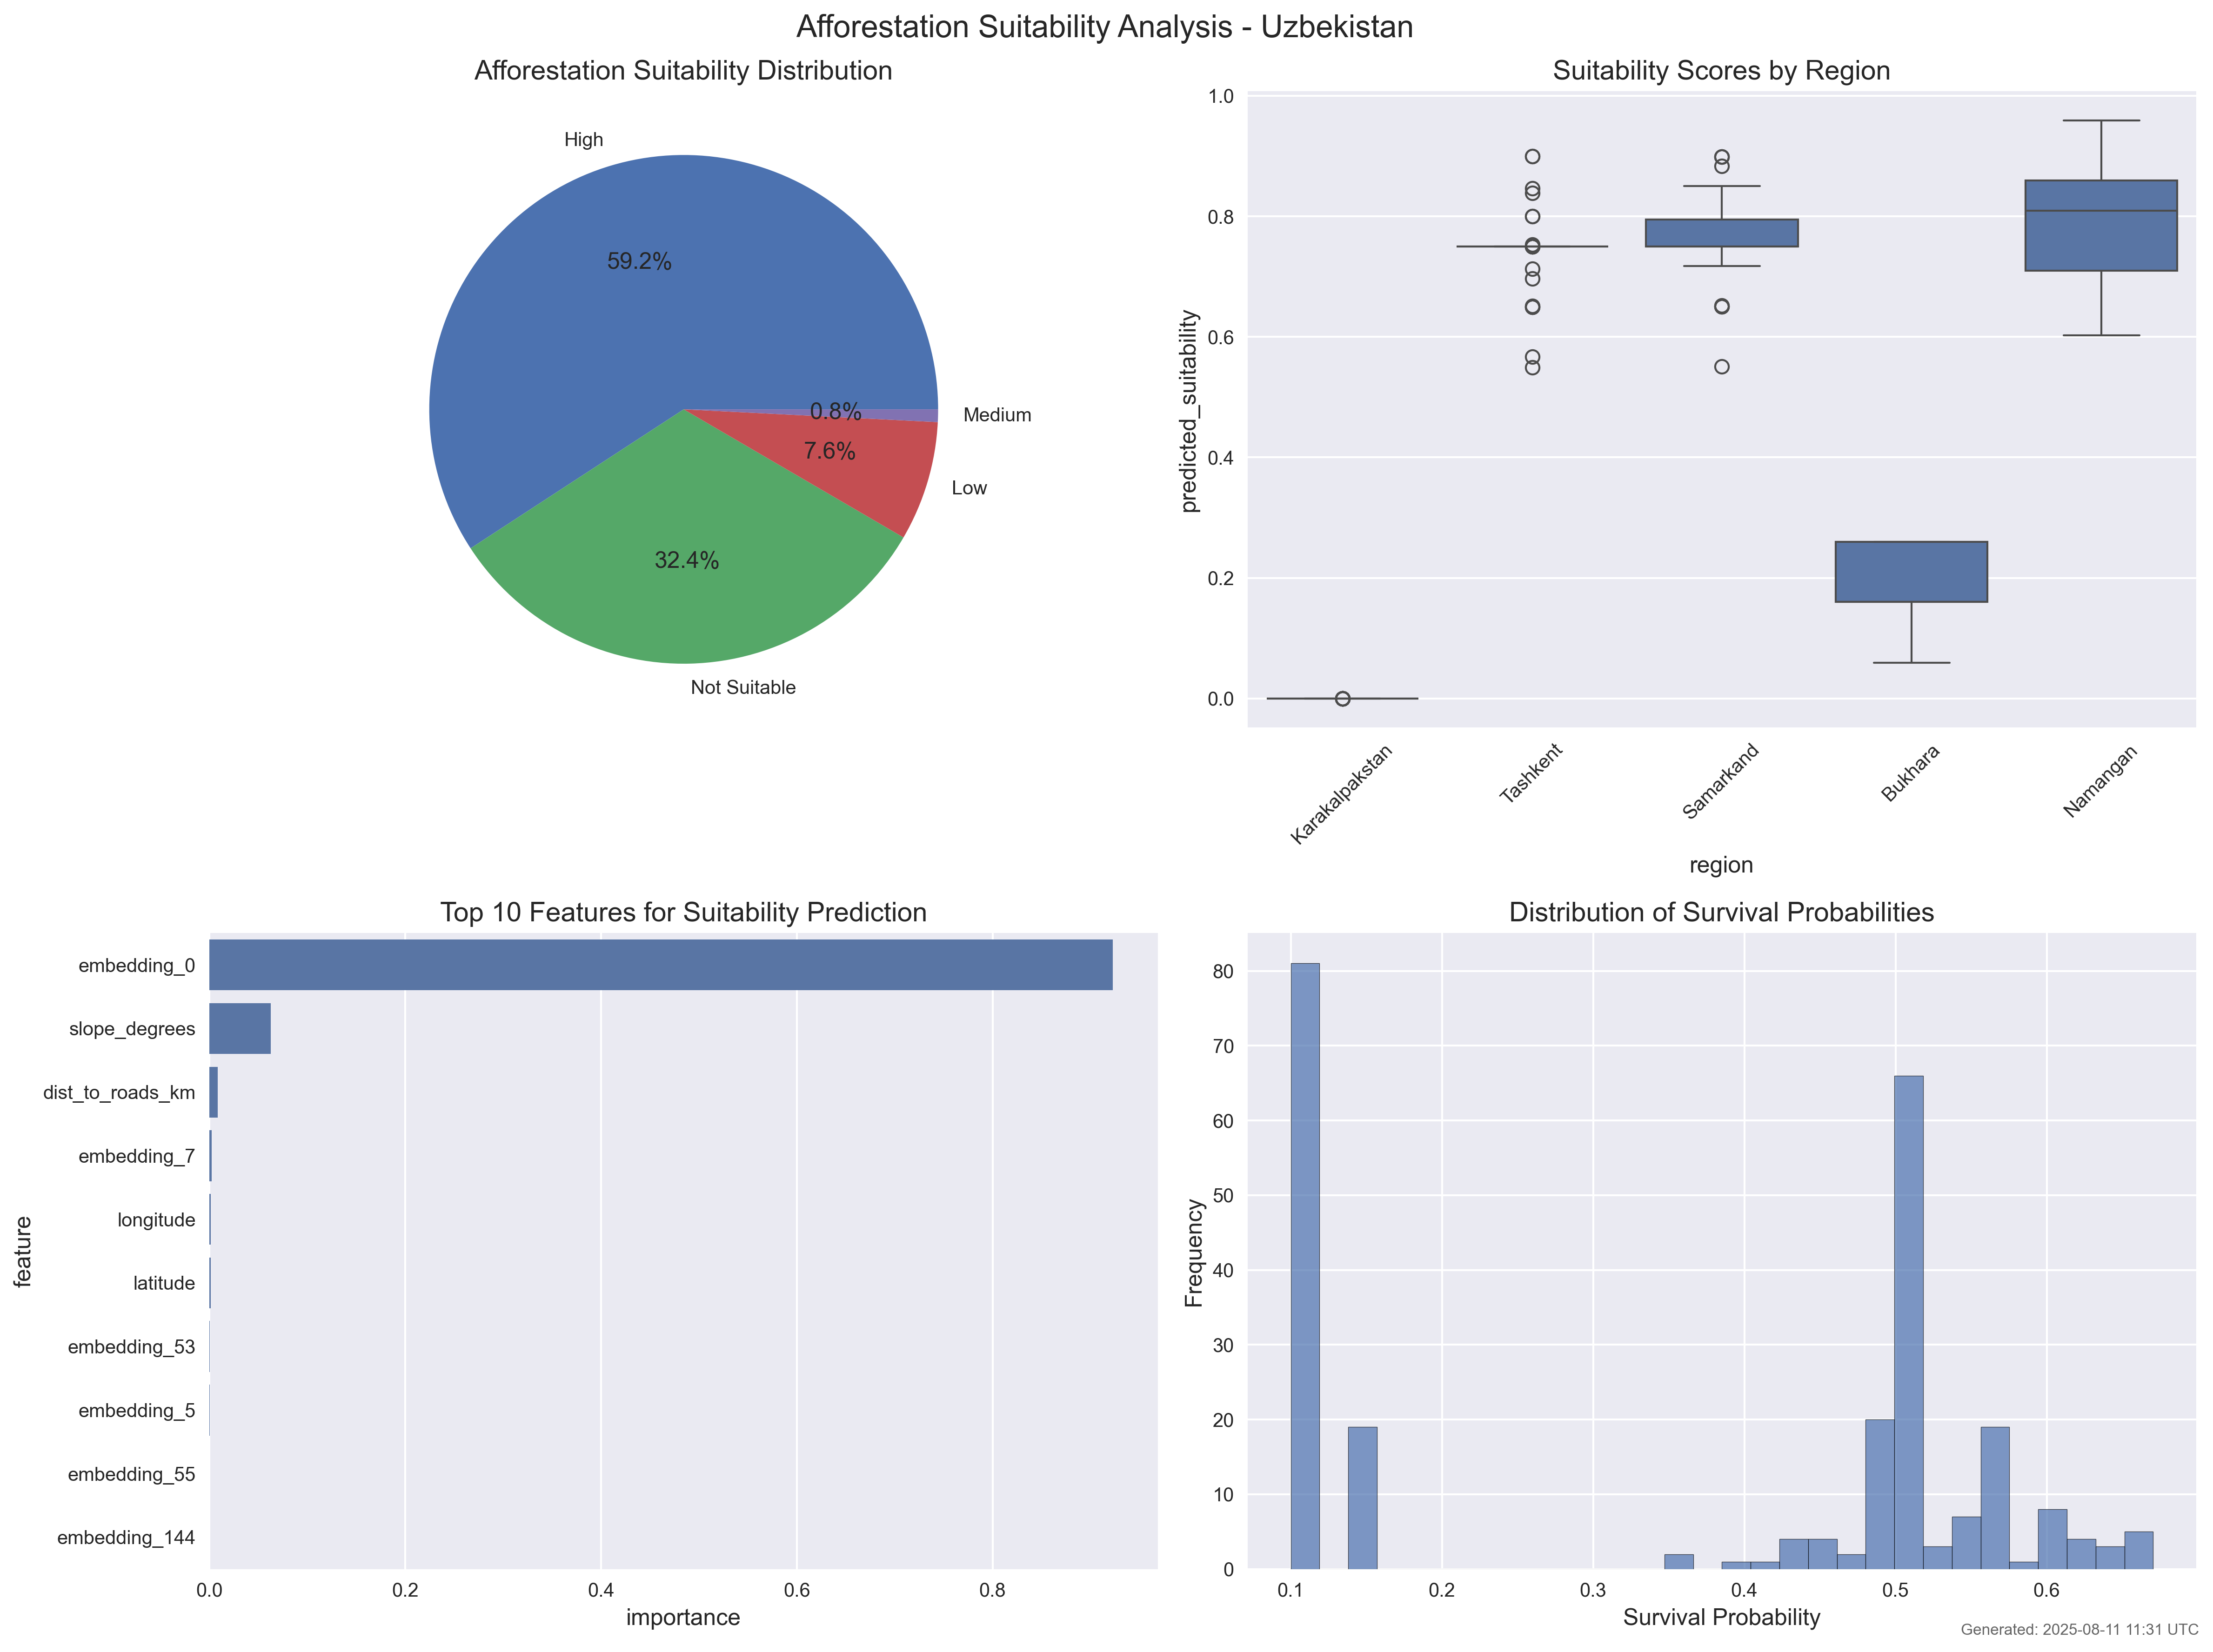 Afforestation Suitability Analysis - Uzbekistan
Afforestation Suitability Distribution
High
59.2%
0.8%
Medium
7.6%
Low
32.4%
Not Suitable
Suitability Scores by Region
predicted_suitability
1.0
0.8
0.6
0.4
0.2
0.0
Karakalpakstan
Tashkent
Samarkand
Bukhara
Namangan
region
Top 10 Features for Suitability Prediction
feature
embedding_0
slope_degrees
dist_to_roads_km
embedding_7
longitude
latitude
embedding_53
embedding_5
embedding_55
embedding_144
0.0
0.2
0.4
0.6
0.8
importance
Distribution of Survival Probabilities
Frequency
80
70
60
50
40
30
20
10
0
0.1
0.2
0.3
0.4
0.5
0.6
Survival Probability
Generated: 2025-08-11 11:31 UTC